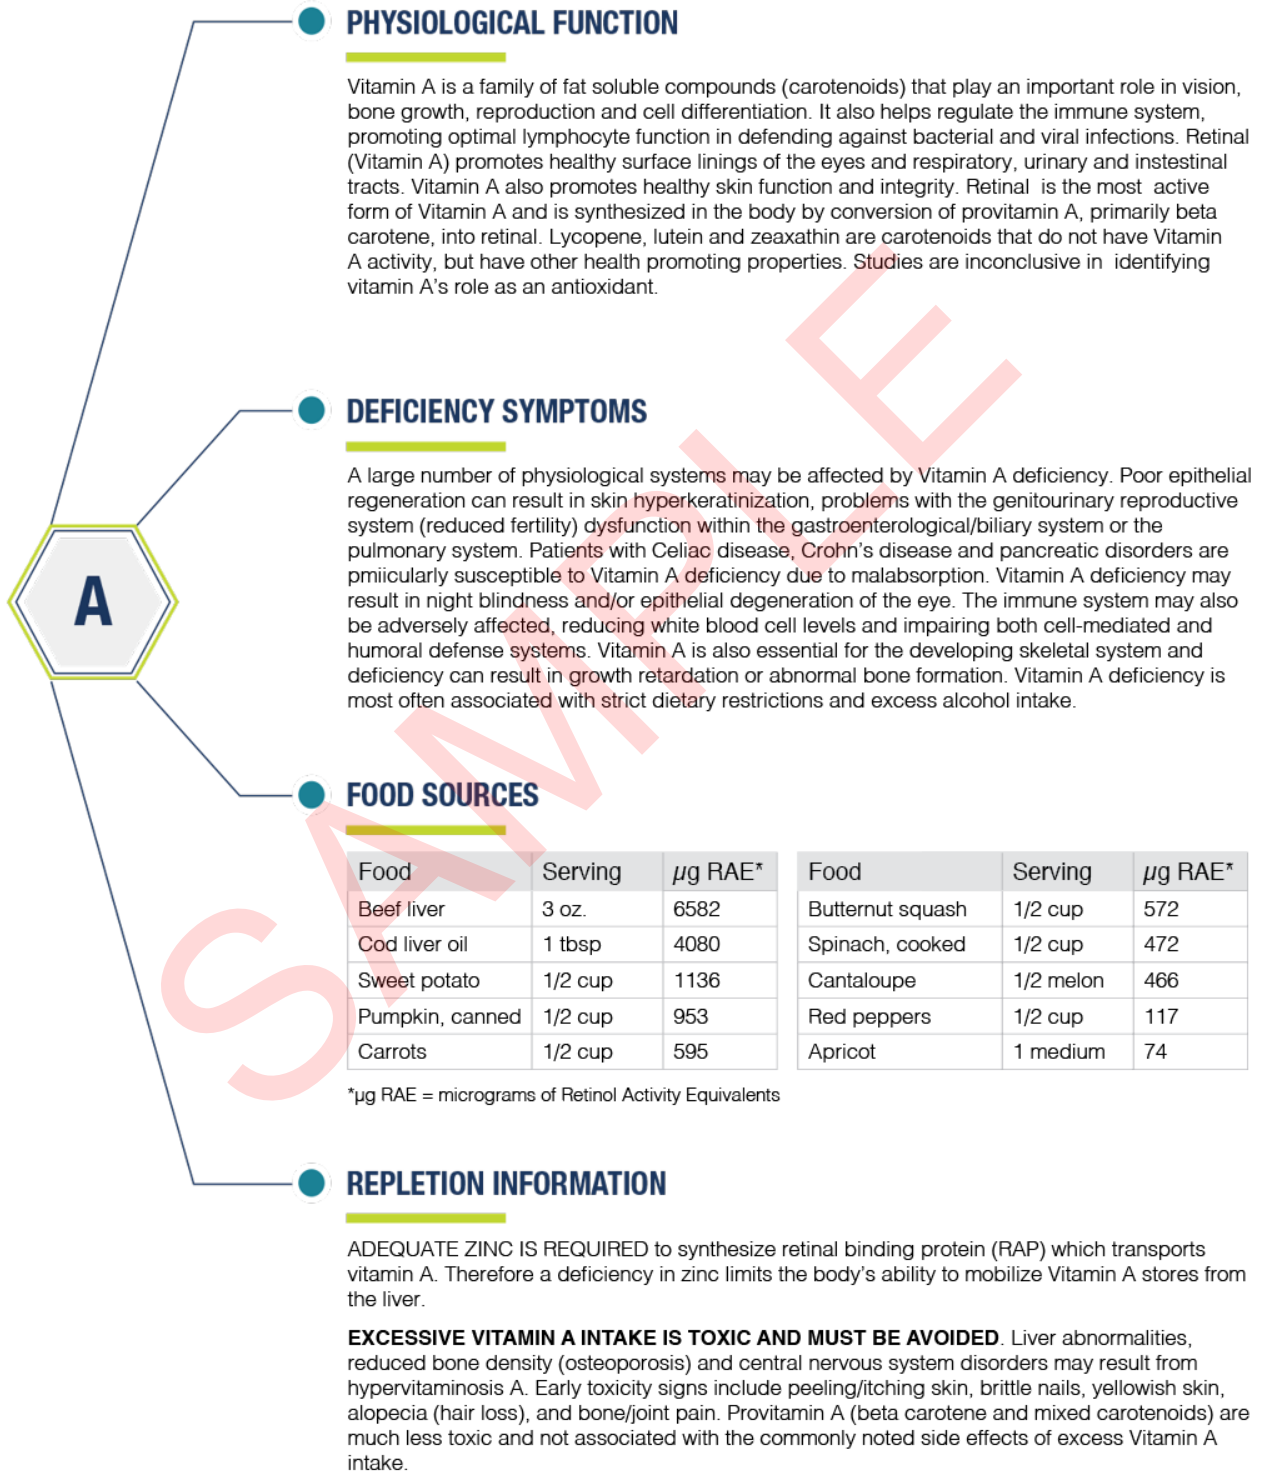 PHYSIOLOGICAL FUNCTION
Vitamin A is a family of fat soluble compounds (carotenoids) that play an important role in vision,
bone growth, reproduction and cell differentiation. It also helps regulate the immune system,
promoting optimal lymphocyte function in defending against bacterial and viral infections. Retinal
(Vitamin A) promotes healthy surface linings of the eyes and respiratory, urinary and instestinal
tracts. Vitamin A also promotes healthy skin function and integrity. Retinal is the most active
form of Vitamin A and is synthesized in the body by conversion of provitamin A, primarily beta
carotene, into retinal. Lycopene, lutein and zeaxathin are carotenoids that do not have Vitamin
A activity, but have other health promoting properties. Studies are inconclusive in identifying
vitamin A's role as an antioxidant.
DEFICIENCY SYMPTOMS
A large number of physiological systems may be affected by Vitamin A deficiency. Poor epithelial
regeneration can result in skin hyperkeratinization, problems with the genitourinary reproductive
system (reduced fertility) dysfunction within the gastroenterological/biliary system or the
pulmonary system. Patients with Celiac disease, Crohn's disease and pancreatic disorders are
pmiicularly susceptible to Vitamin A deficiency due to malabsorption. Vitamin A deficiency may
result in night blindness and/or epithelial degeneration of the eye. The immune system may also
be adversely affected, reducing white blood cell levels and impairing both cell-mediated and
humoral defense systems. Vitamin A is also essential for the developing skeletal system and
deficiency can result in growth retardation or abnormal bone formation. Vitamin A deficiency is
most often associated with strict dietary restrictions and excess alcohol intake.
A
FOOD SOURCES
Food Serving µg RAE*
Beef liver 3 oz. 6582
Cod liver oil 1 tbsp 4080
Sweet potato 1/2 cup 1136
Pumpkin, canned 1/2 cup 953
Carrots 1/2 cup 595
Food Serving µg RAE*
Butternut squash 1/2 cup 572
Spinach, cooked 1/2 cup 472
Cantaloupe 1/2 melon 466
Red peppers 1/2 cup 117
Apricot 1 medium 74
*µg RAE = micrograms of Retinol Activity Equivalents
REPLETION INFORMATION
ADEQUATE ZINC IS REQUIRED to synthesize retinal binding protein (RAP) which transports
vitamin A. Therefore a deficiency in zinc limits the body's ability to mobilize Vitamin A stores from
the liver.
EXCESSIVE VITAMIN A INTAKE IS TOXIC AND MUST BE AVOIDED. Liver abnormalities,
reduced bone density (osteoporosis) and central nervous system disorders may result from
hypervitaminosis A. Early toxicity signs include peeling/itching skin, brittle nails, yellowish skin,
alopecia (hair loss), and bone/joint pain. Provitamin A (beta carotene and mixed carotenoids) are
much less toxic and not associated with the commonly noted side effects of excess Vitamin A
intake.
SAMPLE